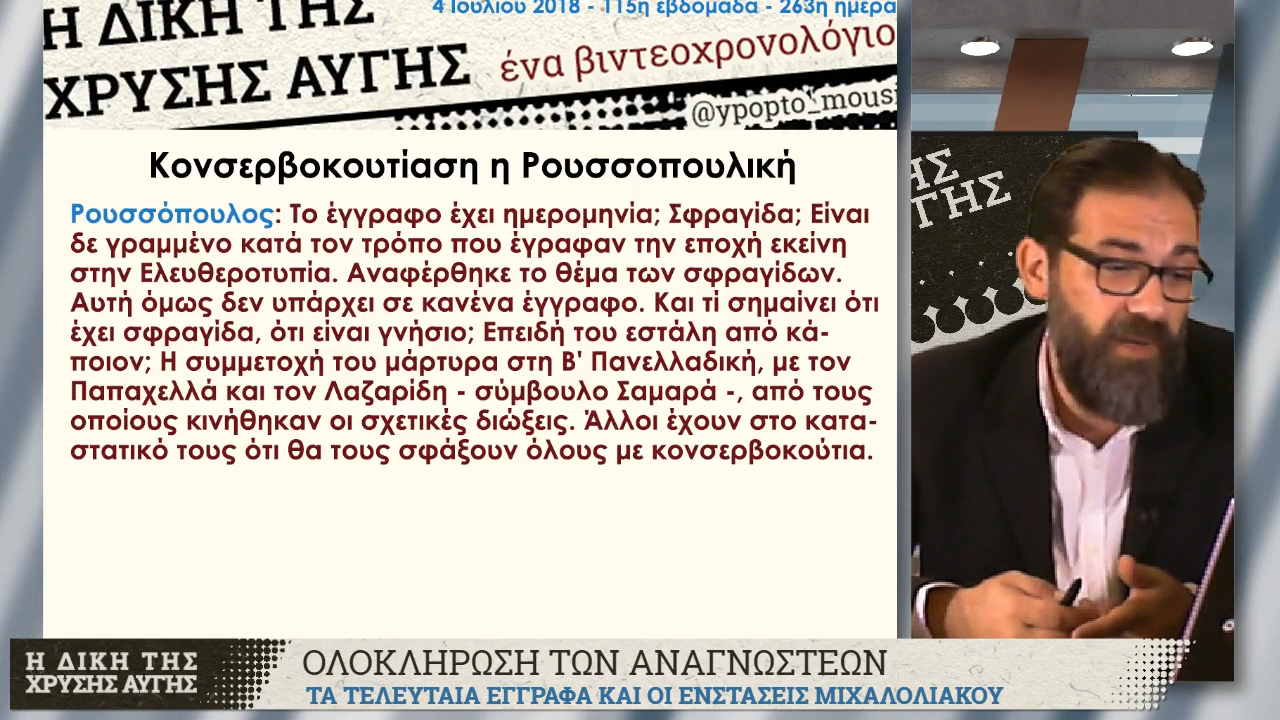 4 Ιουλίου 2018 - 115η εβδομάδα - 263η ημέρα
Η ΔΙΚΗ ΤΗΣ
ΧΡΥΣΗΣ ΑΥΓΗΣ
ένα βιντεοχρονολόγιο
@ypopto_mousi
Κονσερβοκουτίαση η Ρουσσοπουλική
Ρουσσόπουλος: Το έγγραφο έχει ημερομηνία; Σφραγίδα; Είναι
δε γραμμένο κατά τον τρόπο που έγραφαν την εποχή εκείνη
στην Ελευθεροτυπία. Αναφέρθηκε το θέμα των σφραγίδων.
Αυτή όμως δεν υπάρχει σε κανένα έγγραφο. Και τί σημαίνει ότι
έχει σφραγίδα, ότι είναι γνήσιο; Επειδή του εστάλη από κά-
ποιον; Η συμμετοχή του μάρτυρα στη Β' Πανελλαδική, με τον
Παπαχελλά και τον Λαζαρίδη - σύμβουλο Σαμαρά -, από τους
οποίους κινήθηκαν οι σχετικές διώξεις. Άλλοι έχουν στο κατα-
στατικό τους ότι θα τους σφάξουν όλους με κονσερβοκούτια.
ΗΣ
ΓΗΣ
Η ΔΙΚΗ ΤΗΣ
ΧΡΥΣΗΣ ΑΥΓΗΣ
ΟΛΟΚΛΗΡΩΣΗ ΤΩΝ ΑΝΑΓΝΩΣΤΕΩΝ
ΤΑ ΤΕΛΕΥΤΑΙΑ ΕΓΓΡΑΦΑ ΚΑΙ ΟΙ ΕΝΣΤΑΣΕΙΣ ΜΙΧΑΛΟΛΙΑΚΟΥ